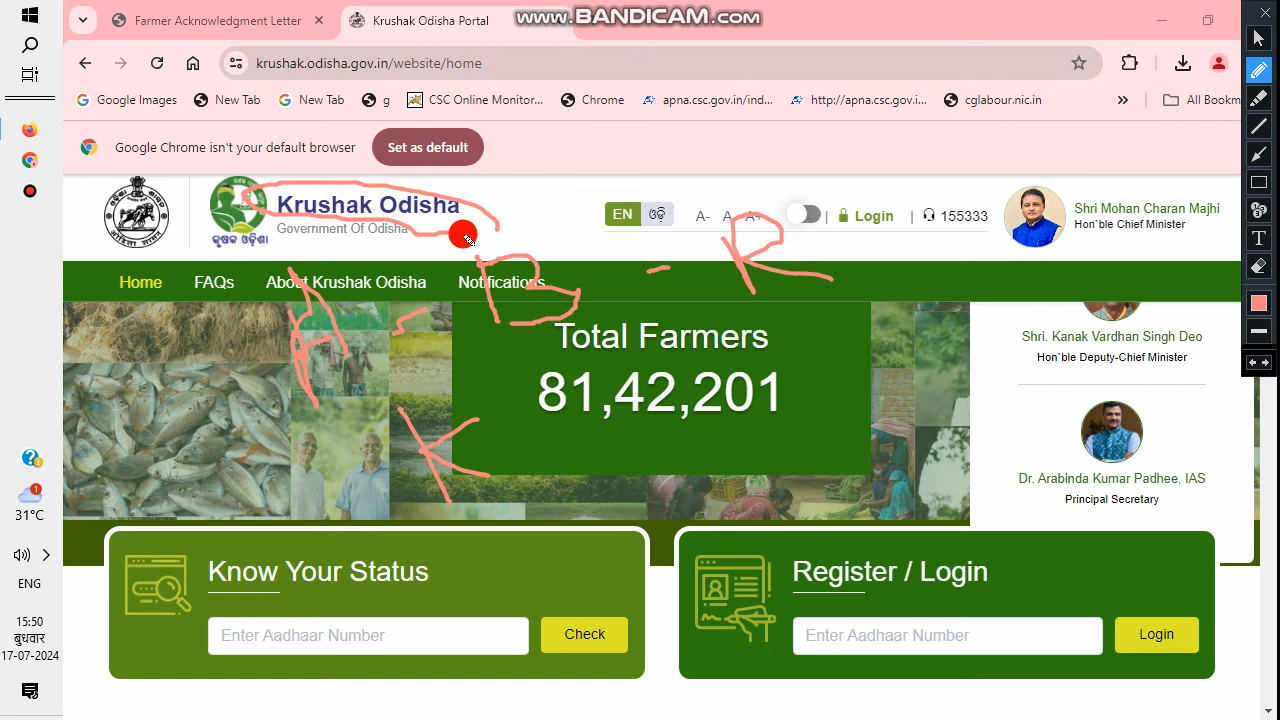 Farmer Acknowledgment Letter
Krushak Odisha Portal
www.BANDICAM.com
krushak.odisha.gov.in/website/home
Google Images
New Tab
New Tab
g
CSC Online Monitor...
Chrome
apna.csc.gov.in/ind...
http://apna.csc.gov.i...
cglabour.nic.in
»
All Bookm
Google Chrome isn't your default browser
Set as default
କୃଷକ ଓଡ଼ିଶା
Krushak Odisha
Government Of Odisha
EN
ଓଡ଼ି
A-
A
A+
Login
155333
Shri Mohan Charan Majhi
Hon`ble Chief Minister
Home
FAQs
About Krushak Odisha
Notifications
B - R
A -
K
Total Farmers
81,42,201
Shri. Kanak Vardhan Singh Deo
Hon`ble Deputy-Chief Minister
Dr. Arabinda Kumar Padhee, IAS
Principal Secretary
Know Your Status
Enter Aadhaar Number
Check
Register / Login
Enter Aadhaar Number
Login
1
31°C
ENG
15:50
बुधवार
17-07-2024
T